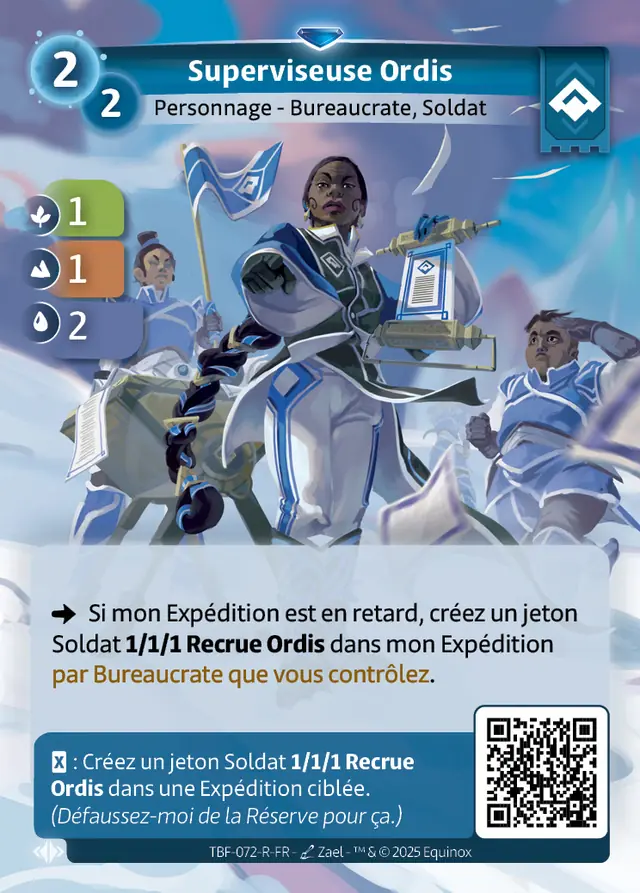 2
2
Superviseuse Ordis
Personnage - Bureaucrate, Soldat
1
1
2
➡ Si mon Expédition est en retard, créez un jeton
Soldat 1/1/1 Recrue Ordis dans mon Expédition
par Bureaucrate que vous contrôlez.
X : Créez un jeton Soldat 1/1/1 Recrue
Ordis dans une Expédition ciblée.
(Défaussez-moi de la Réserve pour ça.)
TBF-072-R-FR - Zael - ™ & © 2025 Equinox